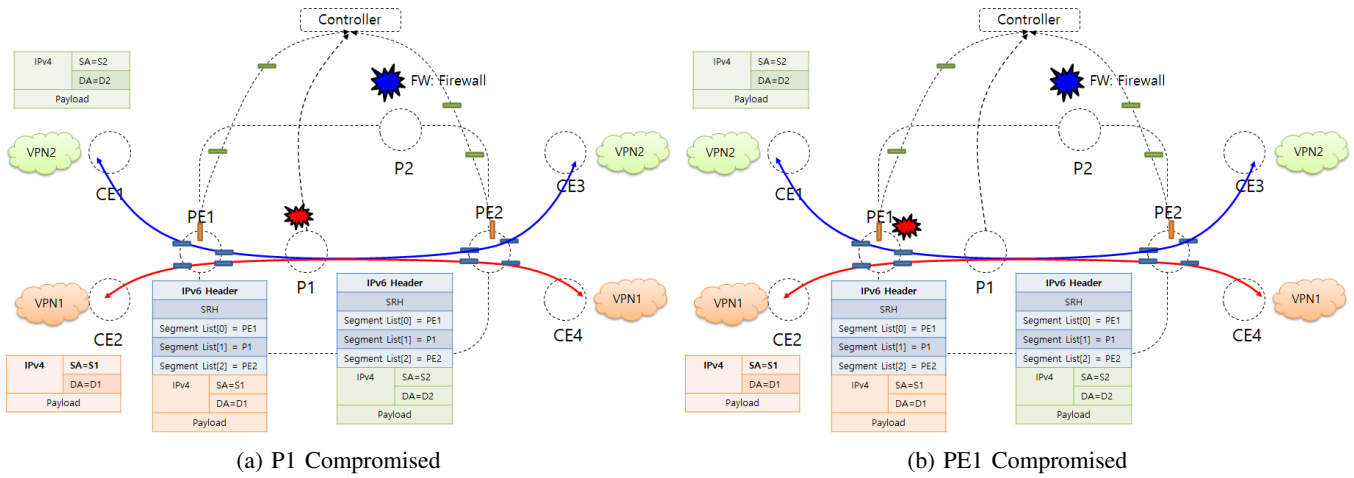 Controller
IPv4 SA=S2
DA=D2
Payload
FW: Firewall
VPN2
CE1
P2
CE3
VPN2
PE1
PE2
P1
VPN1
CE2
CE4
VPN1
IPv6 Header
SRH
Segment List[0] = PE1
Segment List[1] = P1
Segment List[2] = PE2
IPv4 SA=S1
DA=D1
Payload
IPv6 Header
SRH
Segment List[0] = PE1
Segment List[1] = P1
Segment List[2] = PE2
IPv4 SA=S2
DA=D2
Payload
IPv4 SA=S1
DA=D1
Payload
(a) P1 Compromised
Controller
IPv4 SA=S2
DA=D2
Payload
FW: Firewall
VPN2
CE1
P2
CE3
VPN2
PE1
PE2
P1
VPN1
CE2
CE4
VPN1
IPv6 Header
SRH
Segment List[0] = PE1
Segment List[1] = P1
Segment List[2] = PE2
IPv4 SA=S1
DA=D1
Payload
IPv6 Header
SRH
Segment List[0] = PE1
Segment List[1] = P1
Segment List[2] = PE2
IPv4 SA=S2
DA=D2
Payload
IPv4 SA=S1
DA=D1
Payload
(b) PE1 Compromised